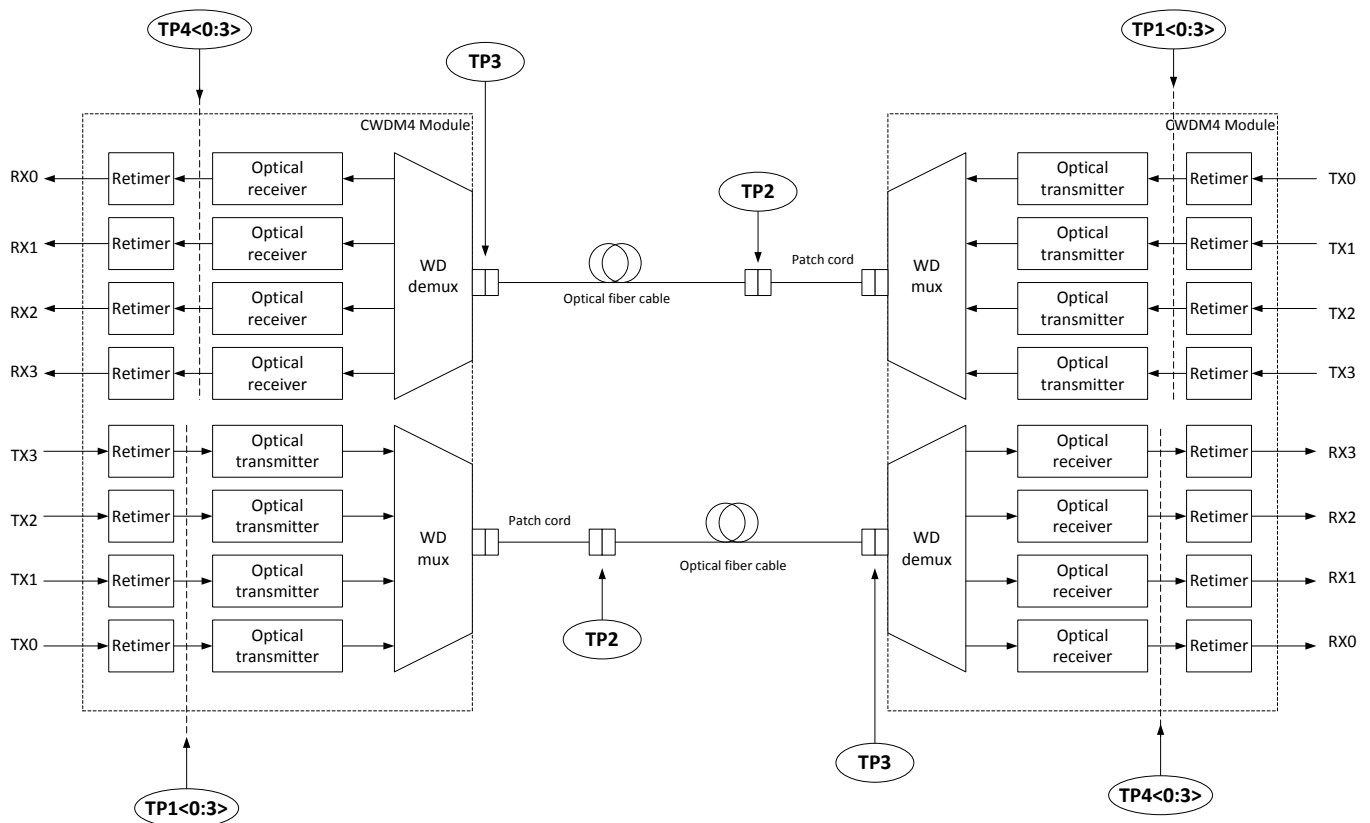 TP4<0:3>
TP1<0:3>
TP3
CWDM4 Module
CWDM4 Module
RX0
Retimer
Optical
receiver
TP2
Optical
transmitter
Retimer
TX0
RX1
Retimer
Optical
receiver
WD
demux
Patch cord
WD
mux
Optical
transmitter
Retimer
TX1
RX2
Retimer
Optical
receiver
Optical fiber cable
Optical
transmitter
Retimer
TX2
RX3
Retimer
Optical
receiver
Optical
transmitter
Retimer
TX3
TX3
Retimer
Optical
transmitter
Optical
receiver
Retimer
RX3
TX2
Retimer
Optical
transmitter
Optical
receiver
Retimer
RX2
WD
mux
Patch cord
Optical fiber cable
WD
demux
TX1
Retimer
Optical
transmitter
Optical
receiver
Retimer
RX1
TP2
TX0
Retimer
Optical
transmitter
Optical
receiver
Retimer
RX0
TP3
TP1<0:3>
TP4<0:3>